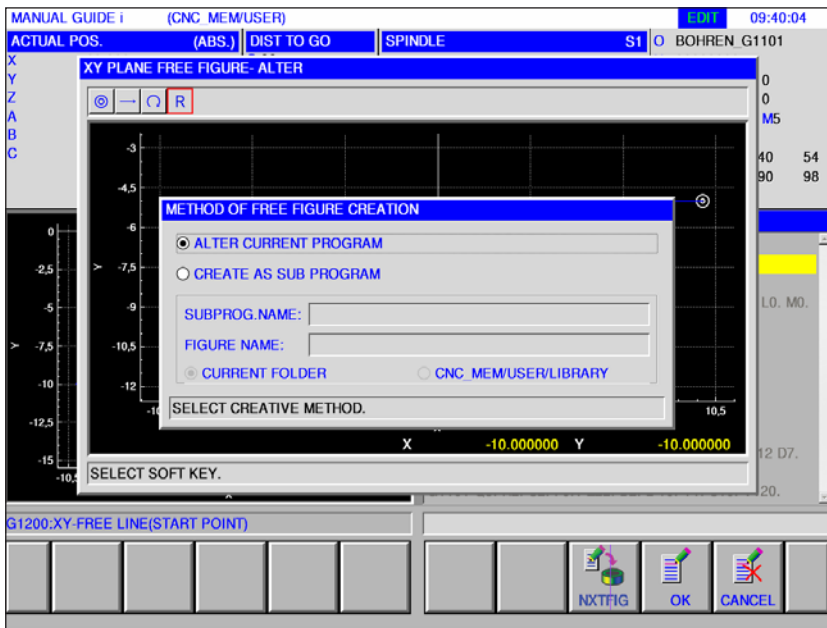 MANUAL GUIDE i (CNC_MEM/USER) EDIT 09:40:04
ACTUAL POS. (ABS.) DIST TO GO SPINDLE S1 O BOHREN_G1101
X
Y
Z
A
B
C
XY PLANE FREE FIGURE- ALTER
R
0
0
M5
40 54
90 98
-3
-4,5
-6
-7,5
-9
-10,5
-12
Y
10,5
METHOD OF FREE FIGURE CREATION
ALTER CURRENT PROGRAM
CREATE AS SUB PROGRAM
SUBPROG.NAME:
FIGURE NAME:
CURRENT FOLDER CNC_MEM/USER/LIBRARY
SELECT CREATIVE METHOD.
0
-2,5
-5
-7,5
-10
-12,5
-15
Y
L0. M0.
12 D7.
20.
X -10.000000 Y -10.000000
SELECT SOFT KEY.
G1200:XY-FREE LINE(START POINT)
NXTFIG OK CANCEL